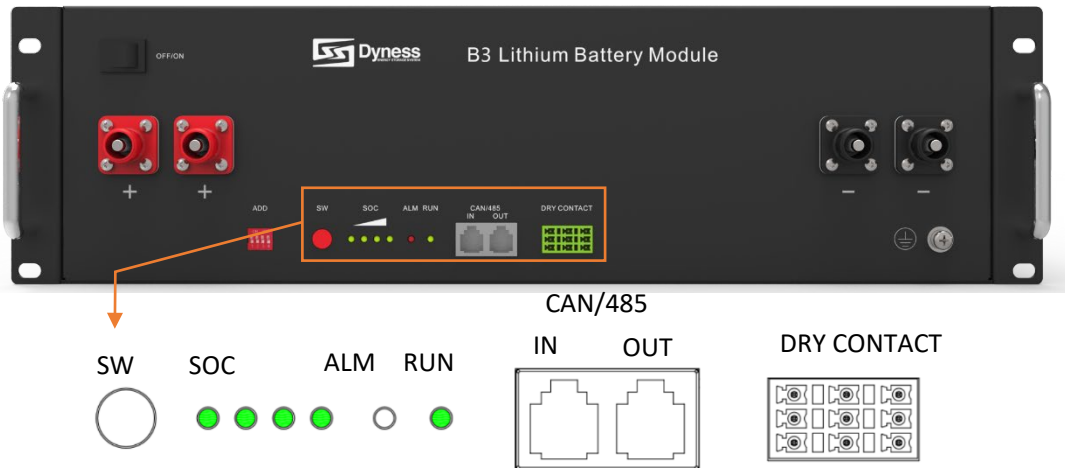 OFF/ON
Dyness
B3 Lithium Battery Module
+ +
− −
ADD
SW
SOC
ALM RUN
CAN/485
IN OUT
DRY CONTACT
CAN/485
SW
SOC
ALM
RUN
IN
OUT
DRY CONTACT